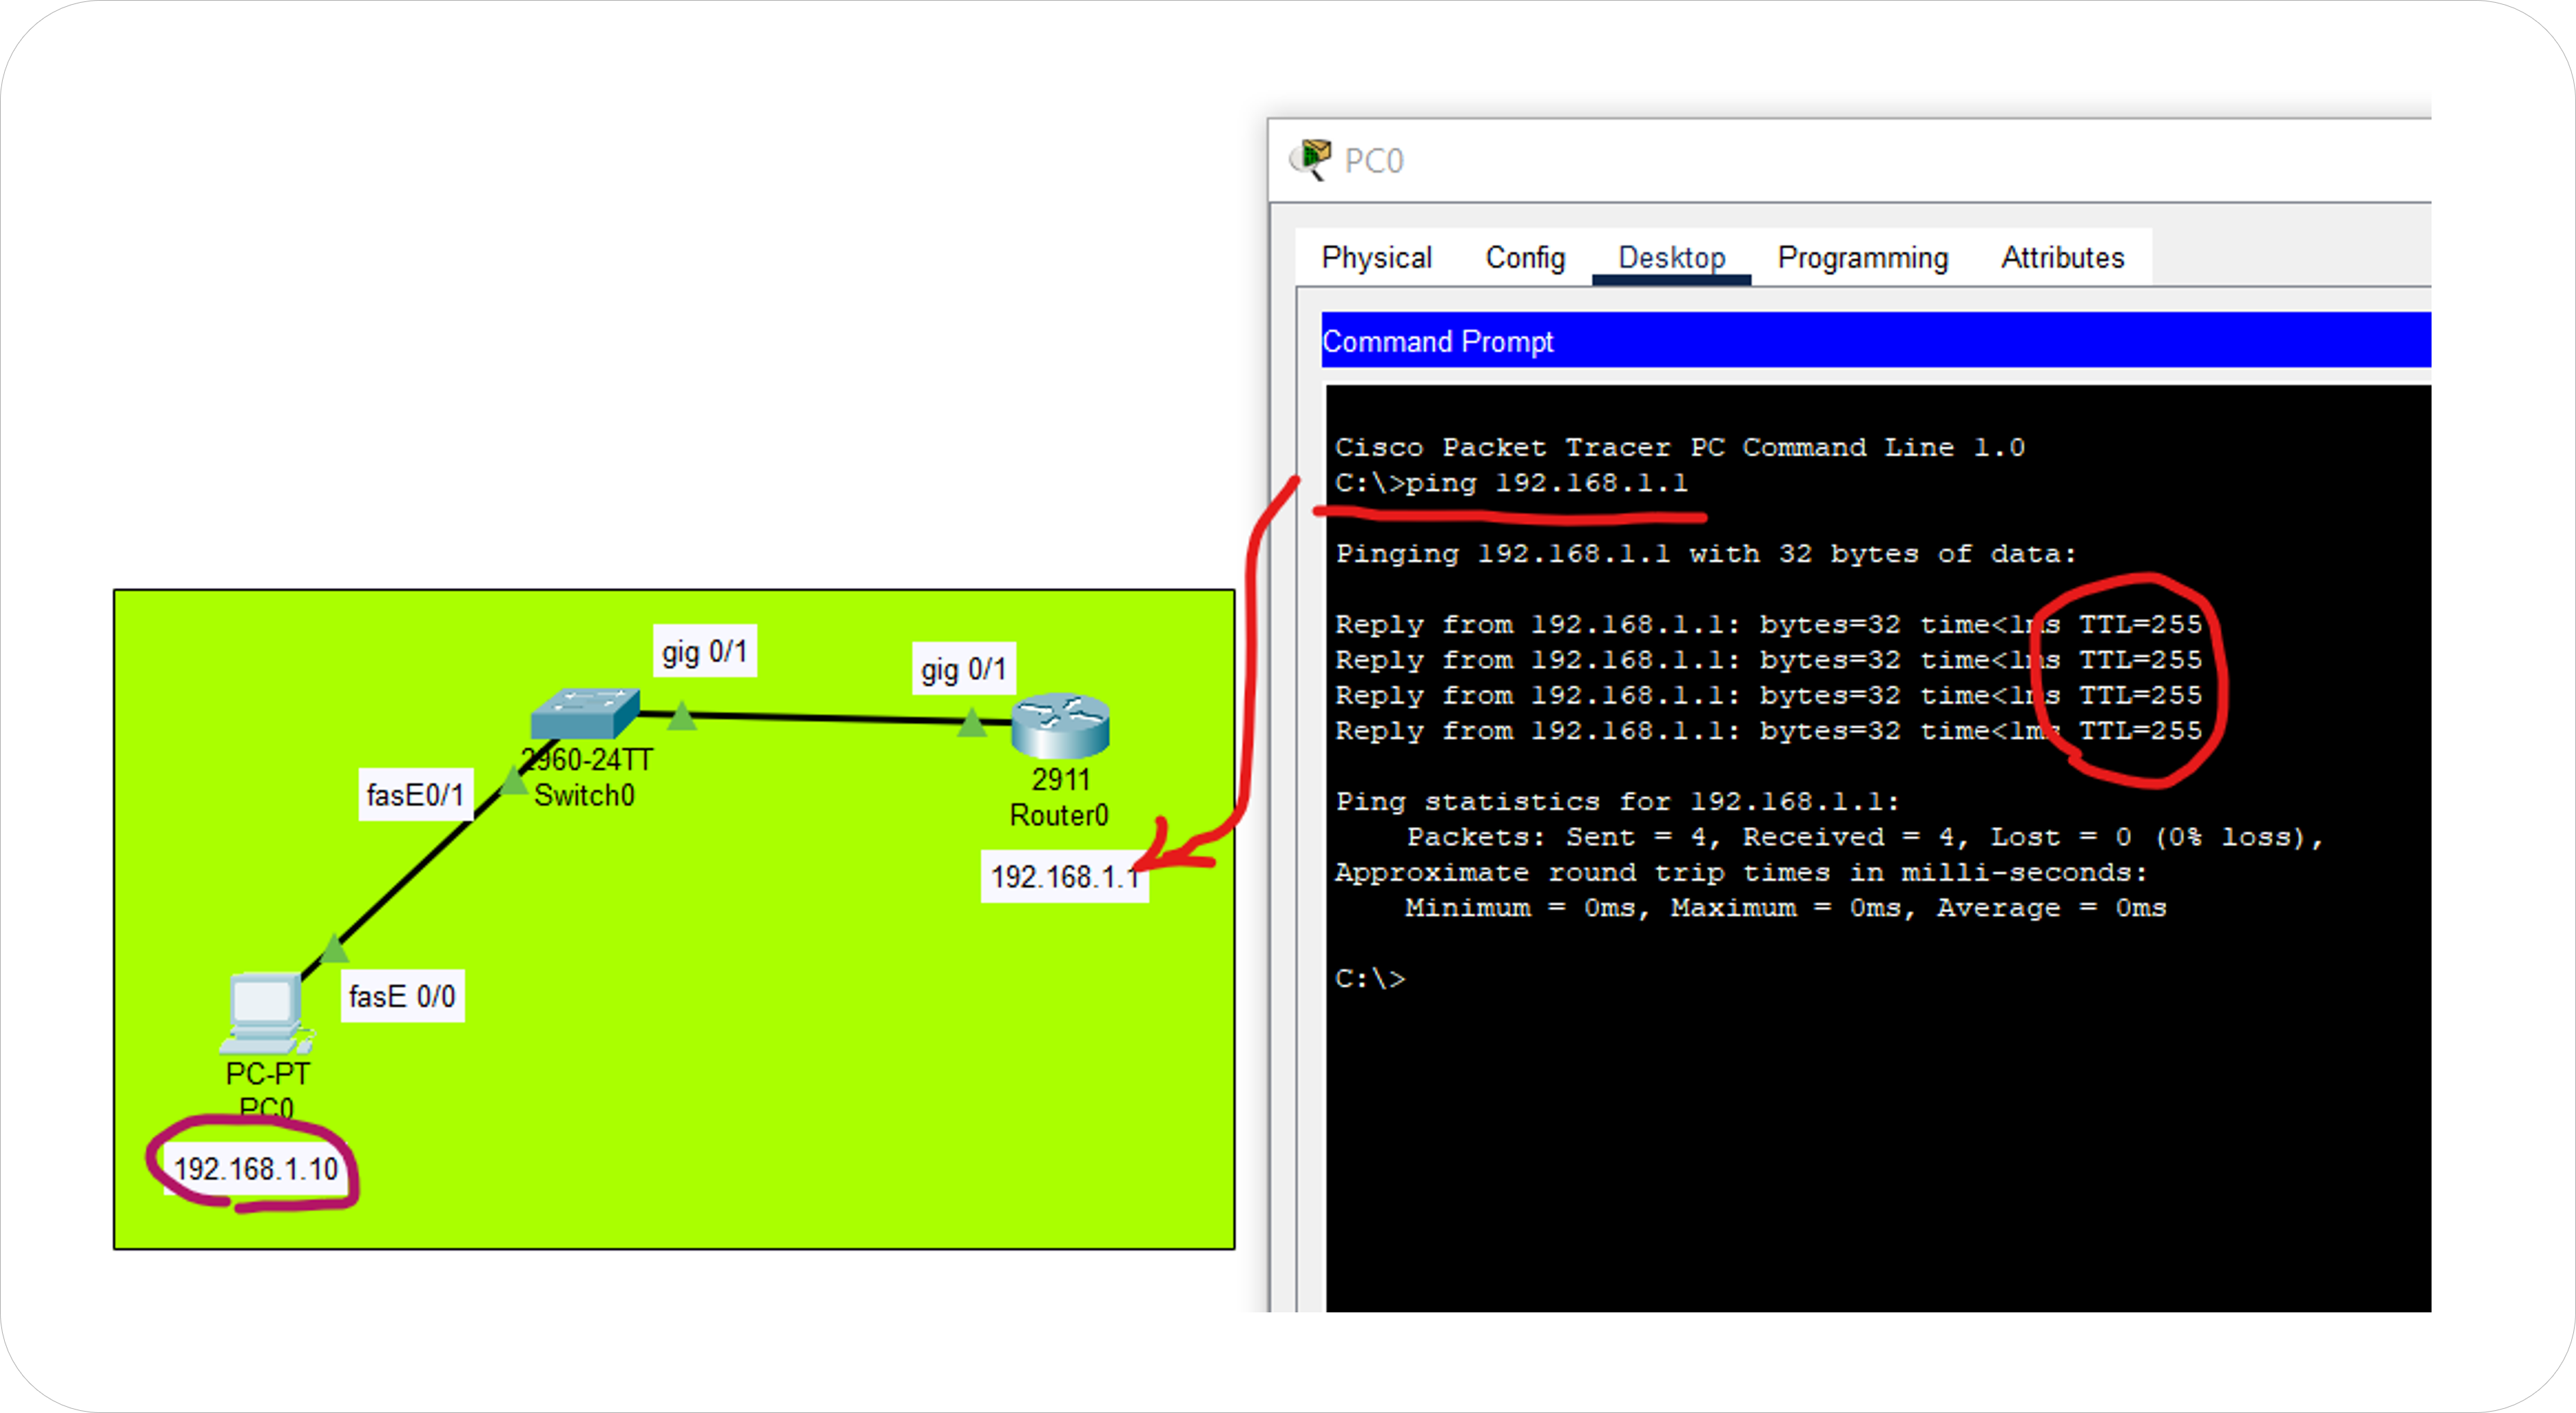 PC0
Physical Config Desktop Programming Attributes
Command Prompt
Cisco Packet Tracer PC Command Line 1.0
C:\>ping 192.168.1.1
Pinging 192.168.1.1 with 32 bytes of data:
Reply from 192.168.1.1: bytes=32 time<1ms TTL=255
Reply from 192.168.1.1: bytes=32 time<1ms TTL=255
Reply from 192.168.1.1: bytes=32 time<1ms TTL=255
Reply from 192.168.1.1: bytes=32 time<1ms TTL=255
Ping statistics for 192.168.1.1:
Packets: Sent = 4, Received = 4, Lost = 0 (0% loss),
Approximate round trip times in milli-seconds:
Minimum = 0ms, Maximum = 0ms, Average = 0ms
C:\>
gig 0/1
gig 0/1
2960-24TT
Switch0
2911
Router0
192.168.1.1
fasE0/1
fasE 0/0
PC-PT
PC0
192.168.1.10